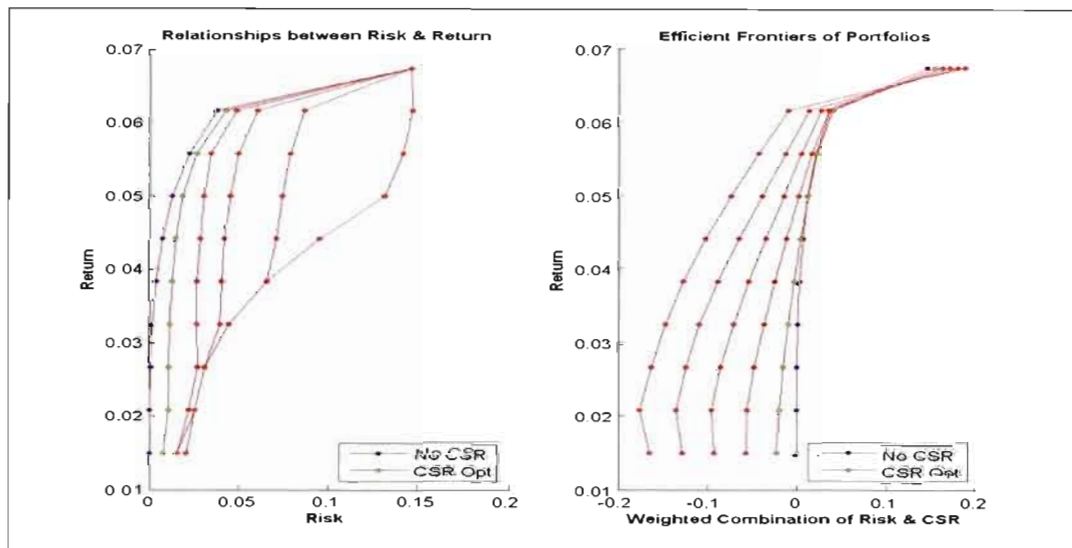 Relationships between Risk & Return
0.07
0.06
0.05
0.04
0.03
0.02
0.01
Return
0
0.05
0.1
0.15
0.2
Risk
No CSR
CSR Opt
Efficient Frontiers of Portfolios
0.07
0.06
0.05
0.04
0.03
0.02
0.01
Return
-0.2
-0.1
0
0.1
0.2
Weighted Combination of Risk & CSR
No CSR
CSR Opt